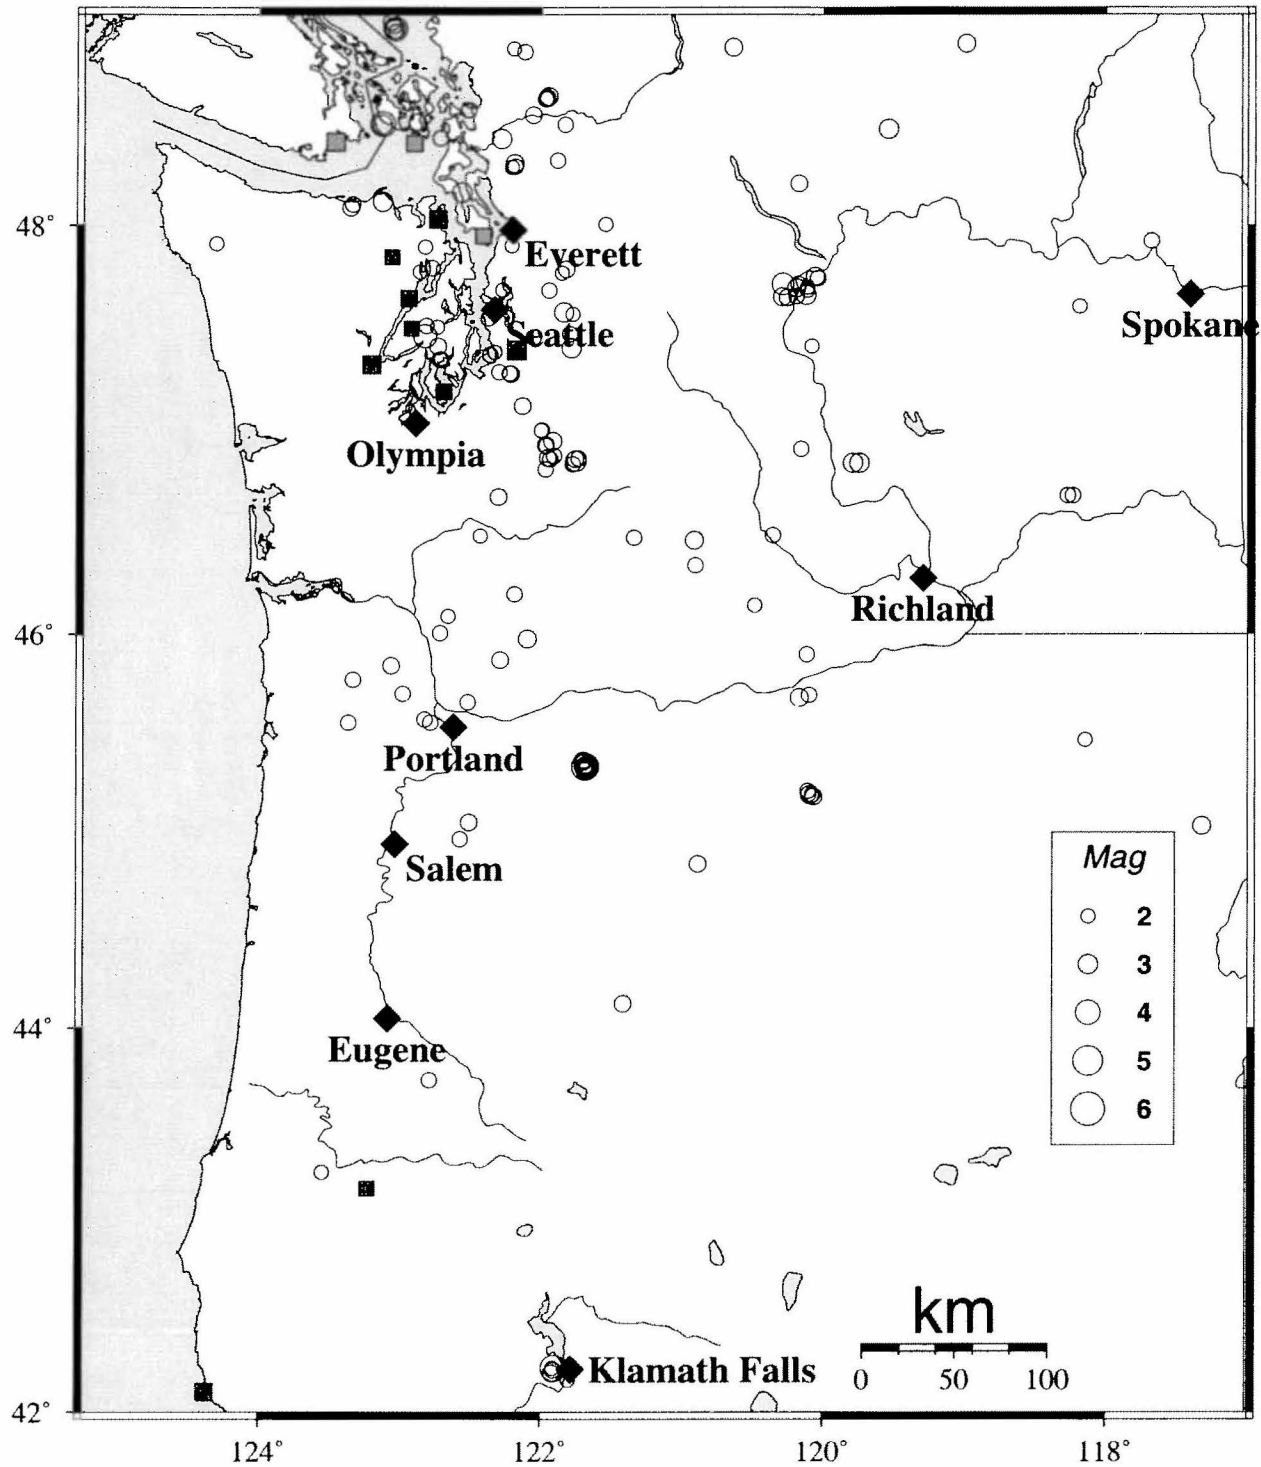 48°
Everett
Seattle
Spokane
Olympia
Richland
46°
Portland
Salem
Mag
2
3
4
5
6
44°
Eugene
km
0 50 100
Klamath Falls
42°
124° 122° 120° 118°